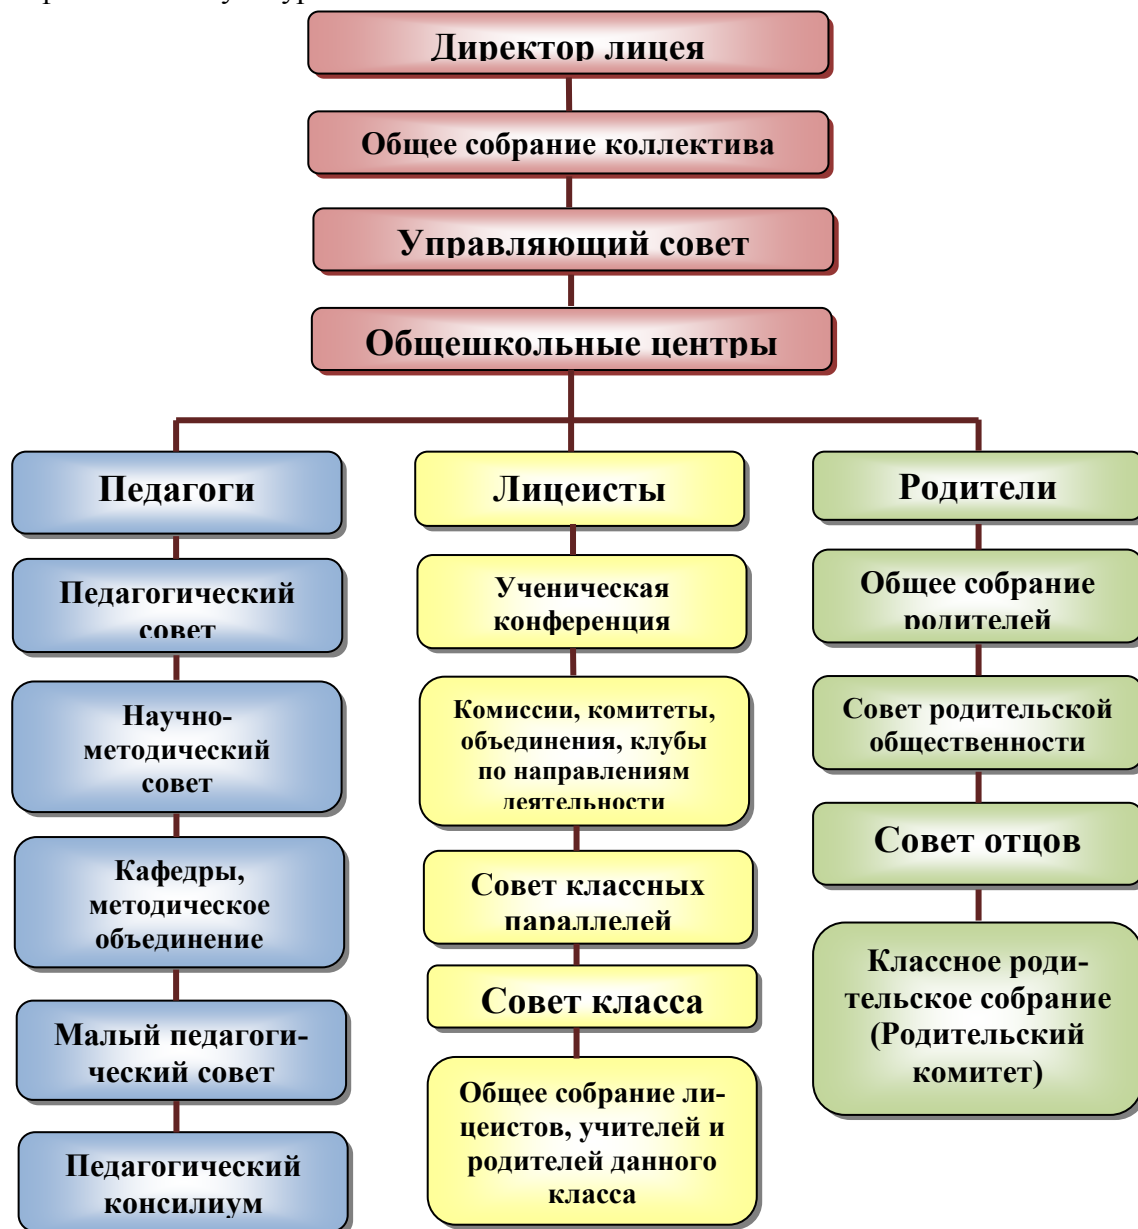 Директор лицея
Общее собрание коллектива
Управляющий совет
Общешкольные центры
Педагоги
Педагогический
совет
Научно-
методический
совет
Кафедры,
методическое
объединение
Малый педагоги-
ческий совет
Педагогический
консилиум
Лицеисты
Ученическая
конференция
Комиссии, комитеты,
объединения, клубы
по направлениям
деятельности
Совет классных
параллелей
Совет класса
Общее собрание ли-
цеистов, учителей и
родителей данного
класса
Родители
Общее собрание
родителей
Совет родительской
общественности
Совет отцов
Классное роди-
тельское собрание
(Родительский
комитет)